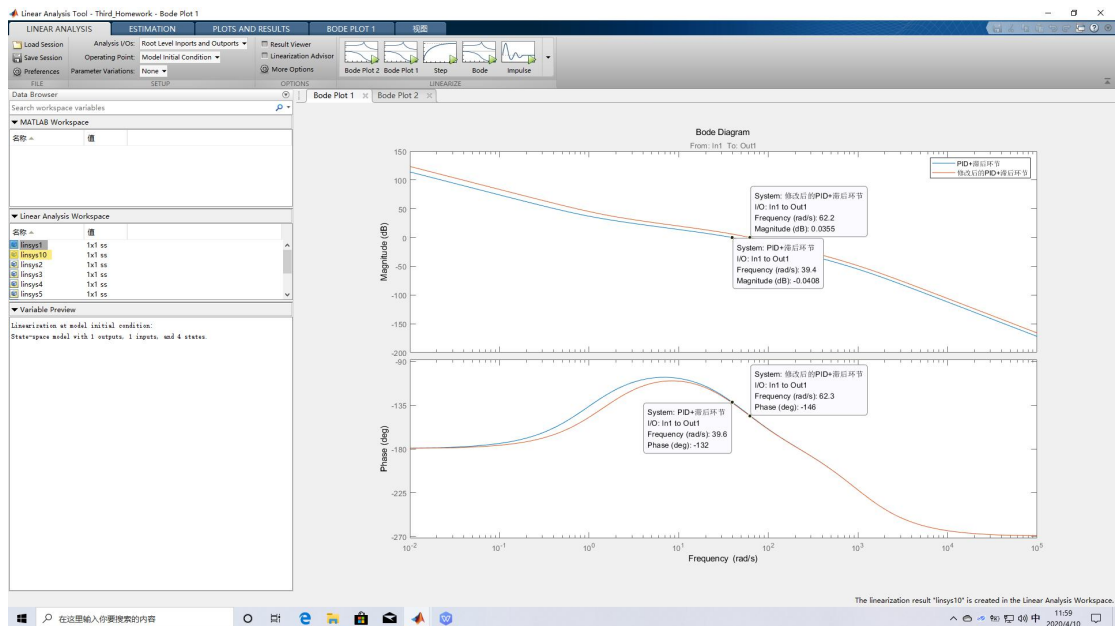 Linear Analysis Tool - Third_Homework - Bode Plot 1
LINEAR ANALYSIS
ESTIMATION
PLOTS AND RESULTS
BODE PLOT 1
视图
Load Session
Save Session
Preferences
FILE
Analysis I/Os: Root Level Inports and Outports
Operating Point: Model Initial Condition
Parameter Variations: None
SETUP
Result Viewer
Linearization Advisor
More Options
OPTIONS
Bode Plot 2
Bode Plot 1
Step
Bode
Impulse
LINEARIZE
Data Browser
Search workspace variables
MATLAB Workspace
名称 值
Linear Analysis Workspace
名称 值
linsys1 1x1 ss
linsys10 1x1 ss
linsys2 1x1 ss
linsys3 1x1 ss
linsys4 1x1 ss
linsys5 1x1 ss
Variable Preview
Linearization at model initial condition:
State-space model with 1 outputs, 1 inputs, and 4 states.
Bode Plot 1
Bode Plot 2
Bode Diagram
From: In1 To: Out1
PID+滞后环节
修改后的PID+滞后环节
Magnitude (dB)
150
100
50
0
-50
-100
-150
-200
System: 修改后的PID+滞后环节
I/O: In1 to Out1
Frequency (rad/s): 62.2
Magnitude (dB): 0.0355
System: PID+滞后环节
I/O: In1 to Out1
Frequency (rad/s): 39.4
Magnitude (dB): -0.0408
Phase (deg)
-90
-135
-180
-225
-270
System: 修改后的PID+滞后环节
I/O: In1 to Out1
Frequency (rad/s): 62.3
Phase (deg): -146
System: PID+滞后环节
I/O: In1 to Out1
Frequency (rad/s): 39.6
Phase (deg): -132
10-2 10-1 100 101 102 103 104 105
Frequency (rad/s)
The linearization result "linsys10" is created in the Linear Analysis Workspace.
在这里输入你要搜索的内容
中
11:59
2020/4/10